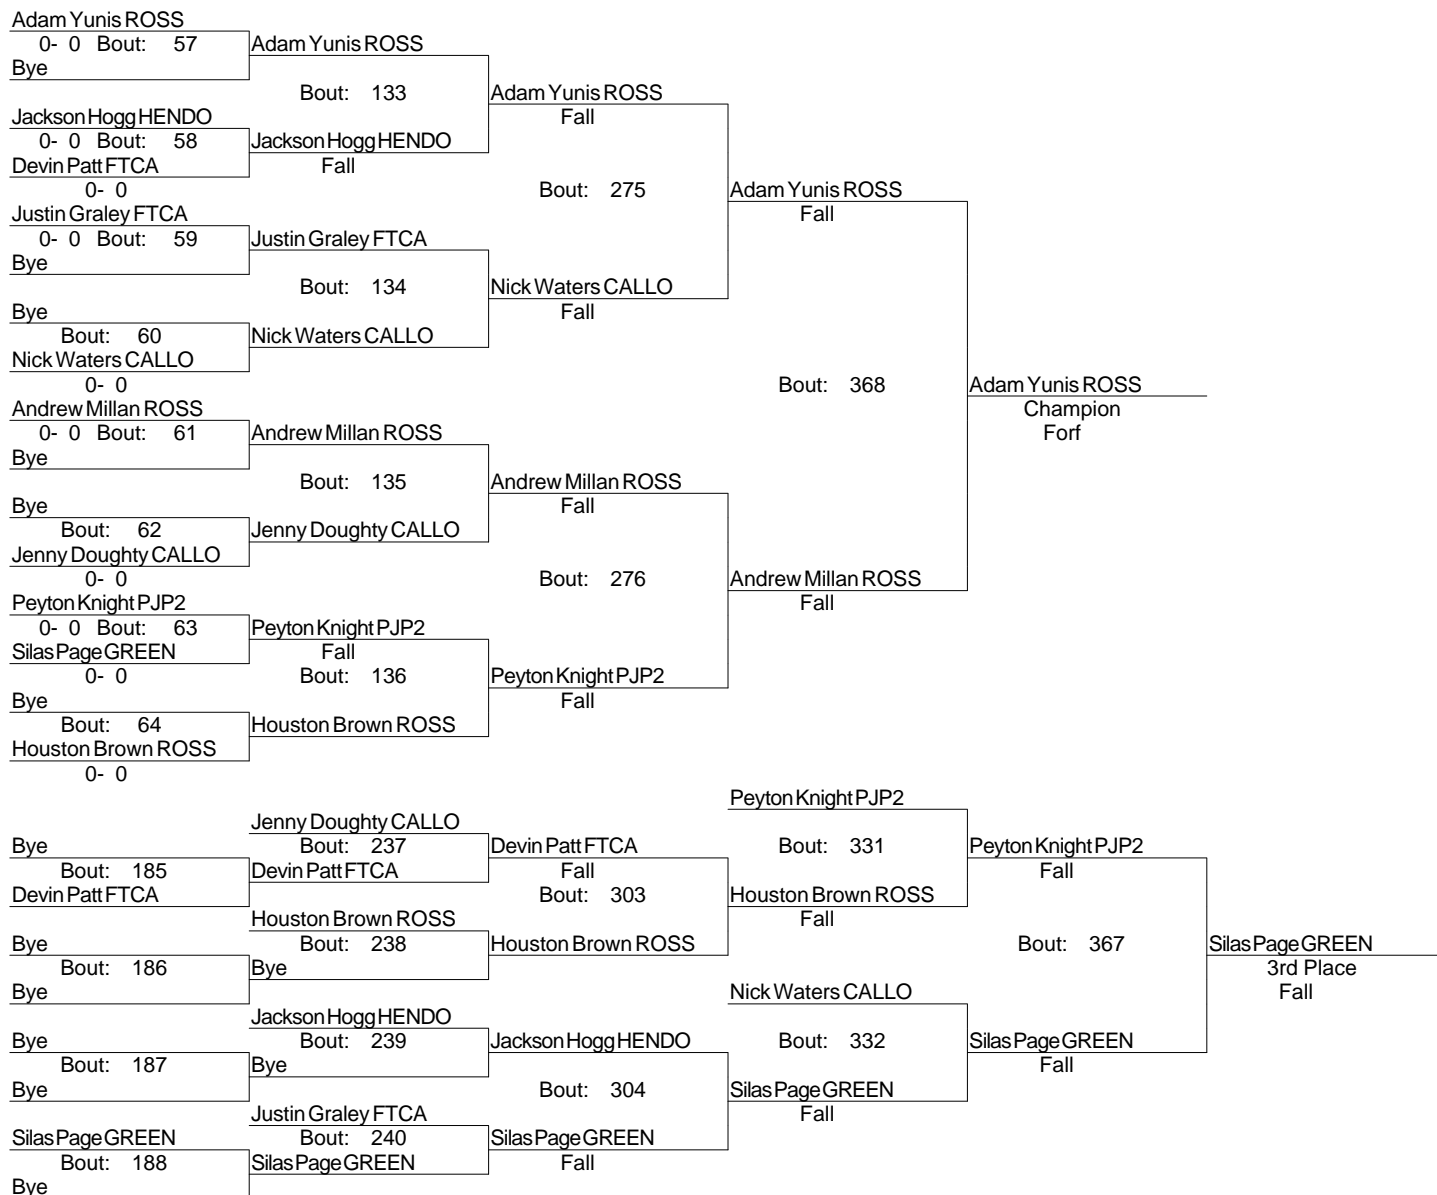 Adam Yunis ROSS
0- 0 Bout: 57 Adam Yunis ROSS
Bye
Bout: 133 Adam Yunis ROSS
Jackson Hogg HENDO Fall
0- 0 Bout: 58 Jackson Hogg HENDO
Devin Patt FTCA Fall
0- 0 Bout: 275 Adam Yunis ROSS
Justin Graley FTCA Fall
0- 0 Bout: 59 Justin Graley FTCA
Bye
Bout: 134 Nick Waters CALLO
Bye Fall
Bout: 60 Nick Waters CALLO
Nick Waters CALLO
0- 0 Bout: 368 Adam Yunis ROSS
Andrew Millan ROSS Champion
0- 0 Bout: 61 Andrew Millan ROSS Forf
Bye
Bout: 135 Andrew Millan ROSS
Bye Fall
Bout: 62 Jenny Doughty CALLO
Jenny Doughty CALLO
0- 0 Bout: 276 Andrew Millan ROSS
Peyton Knight PJP2 Fall
0- 0 Bout: 63 Peyton Knight PJP2
Silas Page GREEN Fall
0- 0 Bout: 136 Peyton Knight PJP2
Bye Fall
Bout: 64 Houston Brown ROSS
Houston Brown ROSS
0- 0
Peyton Knight PJP2
Jenny Doughty CALLO
Bye Bout: 237 Devin Patt FTCA Bout: 331 Peyton Knight PJP2
Bout: 185 Devin Patt FTCA Fall Fall
Devin Patt FTCA Bout: 303 Houston Brown ROSS
Houston Brown ROSS Fall
Bye Bout: 238 Houston Brown ROSS Bout: 367 Silas Page GREEN
Bout: 186 Bye 3rd Place
Bye Nick Waters CALLO Fall
Jackson Hogg HENDO
Bye Bout: 239 Jackson Hogg HENDO Bout: 332 Silas Page GREEN
Bout: 187 Bye Fall
Bye Bout: 304 Silas Page GREEN
Justin Graley FTCA Fall
Silas Page GREEN Bout: 240 Silas Page GREEN
Bout: 188 Silas Page GREEN Fall
Bye